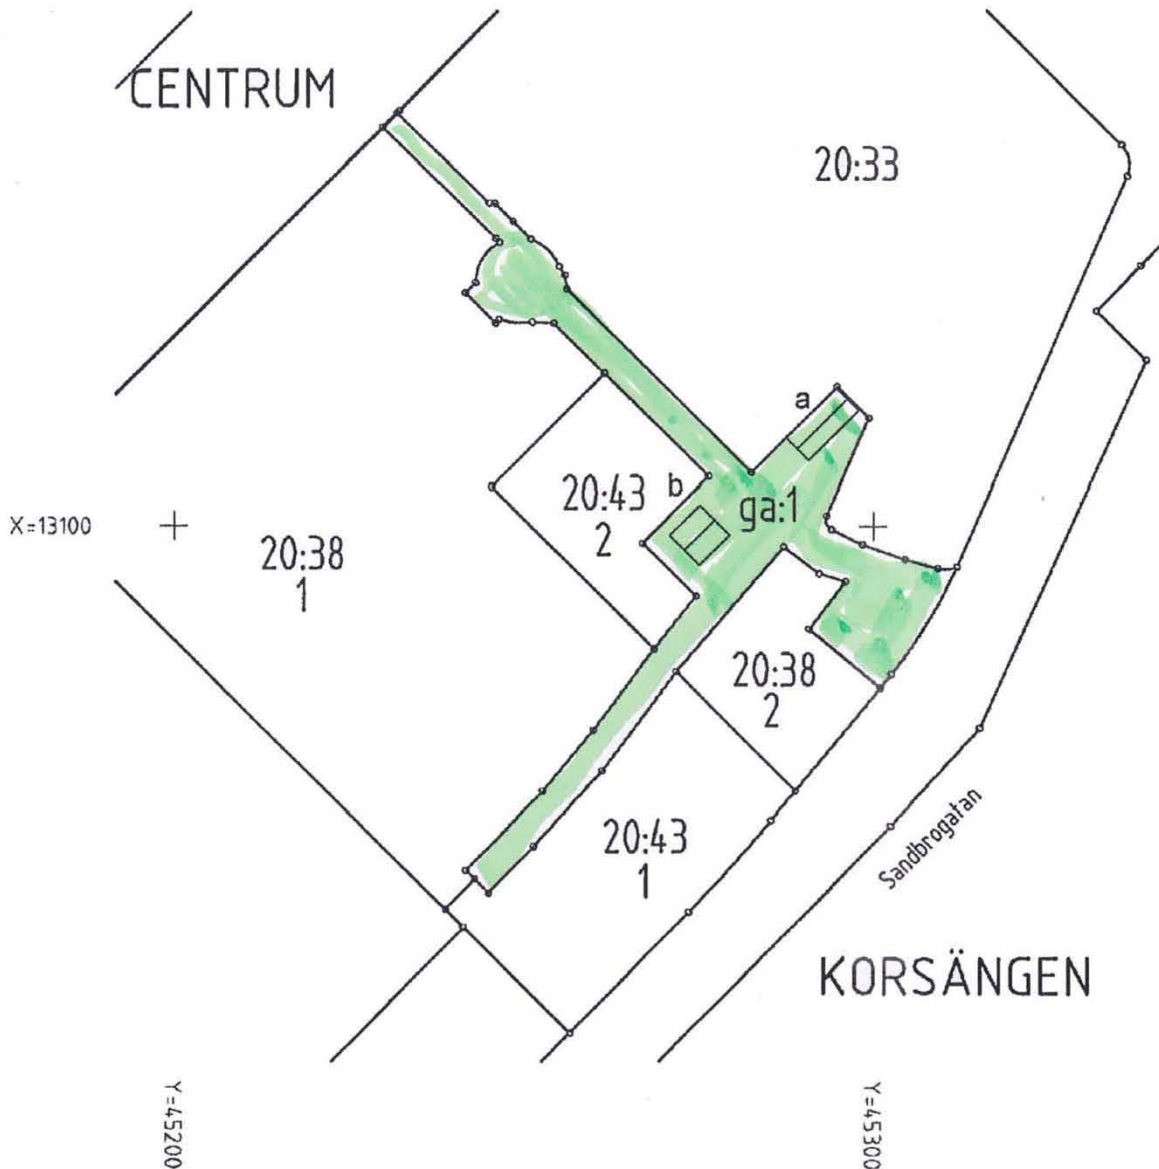 CENTRUM
20:33
a
20:43
2
b
ga:1
X=13100
20:38
1
20:38
2
20:43
1
Sandbrogatan
KORSÄNGEN
Y=45200
Y=45300